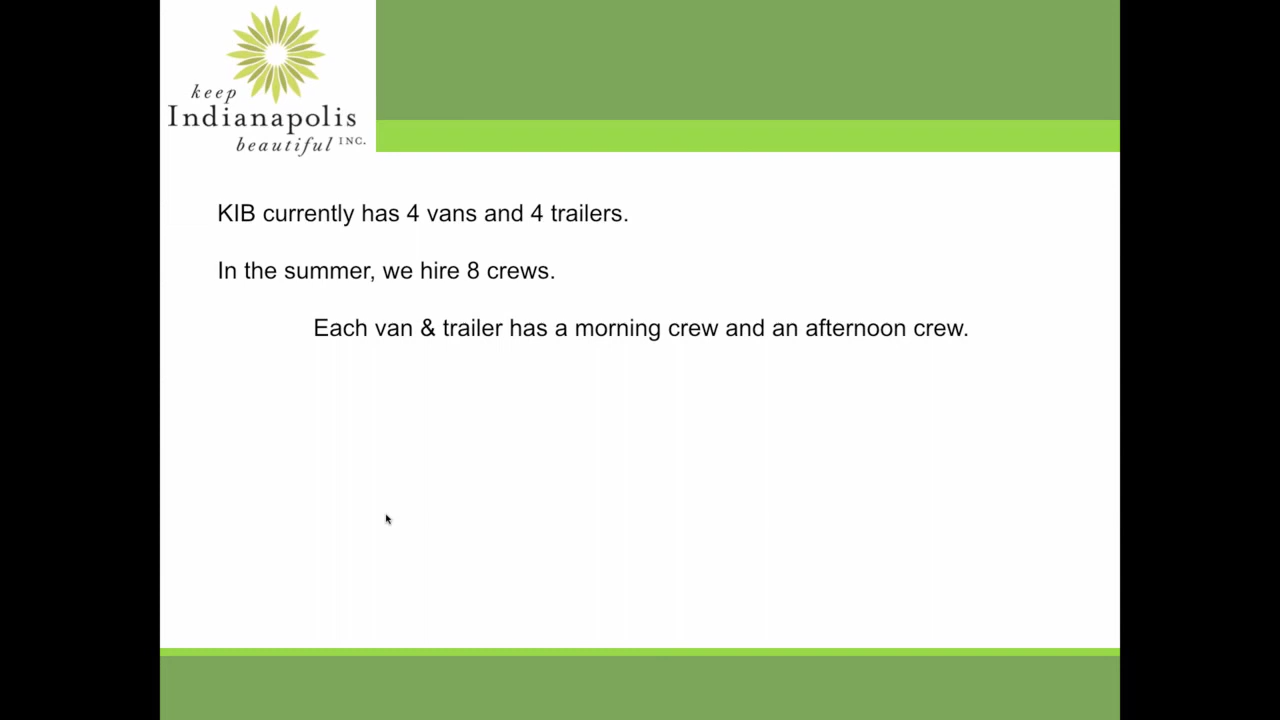 keep
Indianapolis
beautiful INC.
KIB currently has 4 vans and 4 trailers.
In the summer, we hire 8 crews.
Each van & trailer has a morning crew and an afternoon crew.